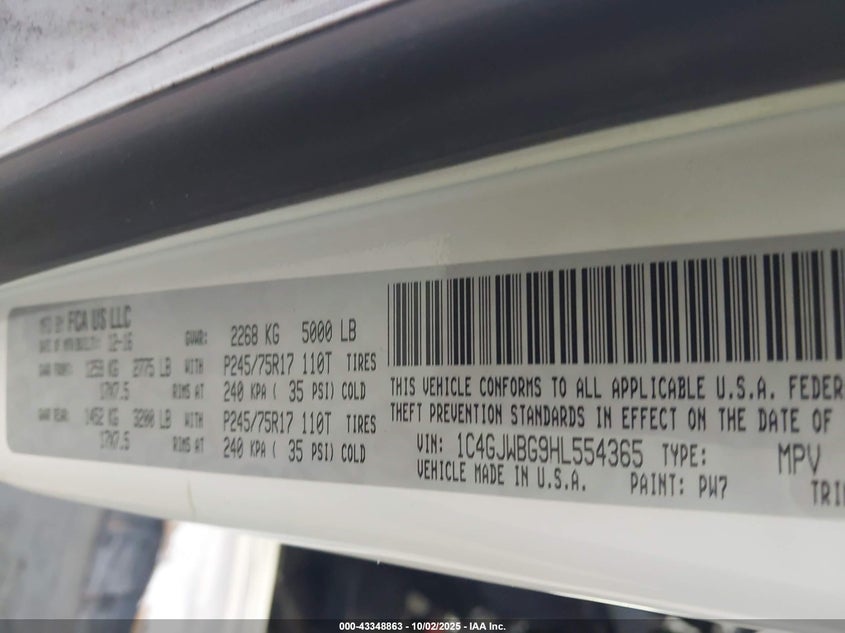 MFD BY FCA US LLC
DATE OF MFR(BUILT): 12-16
GVWR: 2268 KG 5000 LB
GAWR FRONT: 1259 KG 2775 LB WITH P245/75R17 110T TIRES
17X7.5 RIMS AT 240 KPA ( 35 PSI) COLD
GAWR REAR: 1452 KG 3200 LB WITH P245/75R17 110T TIRES
17X7.5 RIMS AT 240 KPA ( 35 PSI) COLD
THIS VEHICLE CONFORMS TO ALL APPLICABLE U.S.A. FEDER
THEFT PREVENTION STANDARDS IN EFFECT ON THE DATE OF
VIN: 1C4GJWBG9HL554365 TYPE: MPV
VEHICLE MADE IN U.S.A. PAINT: PW7 TRI
000-43348863 - 10/02/2025 - IAA Inc.